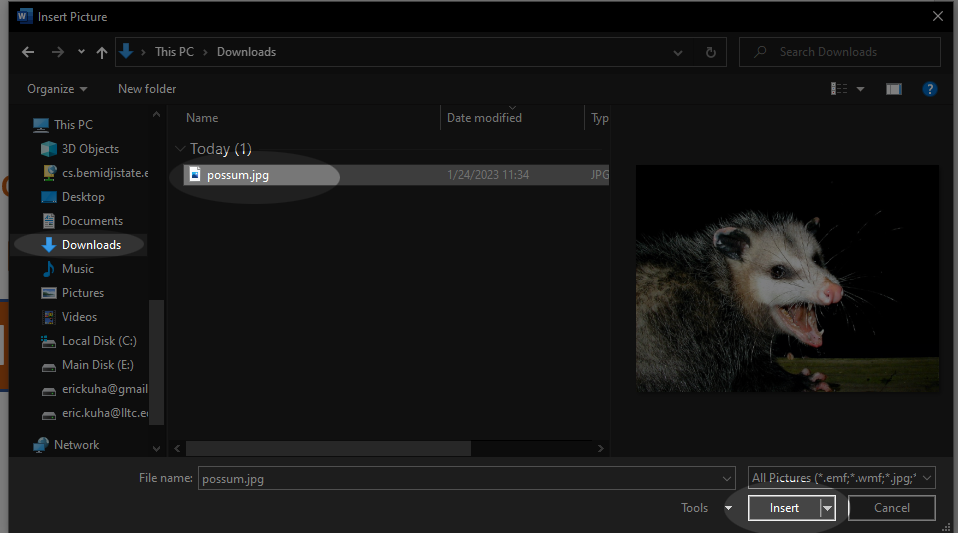 Insert Picture
This PC > Downloads
Search Downloads
Organize
New folder
Name
Date modified
Typ
This PC
3D Objects
cs.bemidjistate.e
Desktop
Documents
Downloads
Music
Pictures
Videos
Local Disk (C:)
Main Disk (E:)
erickuha@gmail
eric.kuha@lltc.e
Network
Today (1)
possum.jpg
1/24/2023 11:34
JPG
File name:
possum.jpg
All Pictures (*.emf;*.wmf;*.jpg;*
Tools
Insert
Cancel